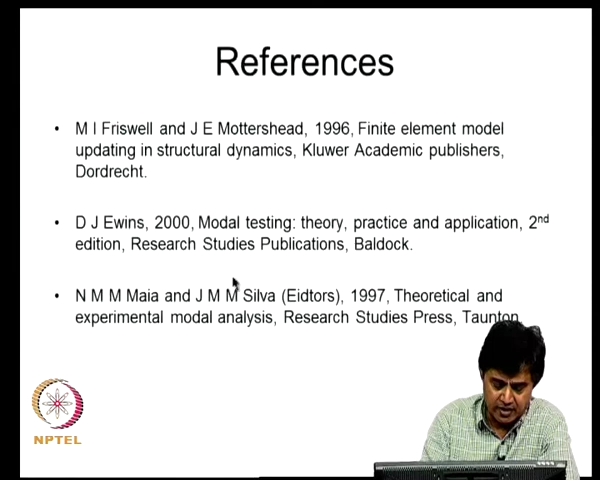 References
• M I Friswell and J E Mottershead, 1996, Finite element model
updating in structural dynamics, Kluwer Academic publishers,
Dordrecht.
• D J Ewins, 2000, Modal testing: theory, practice and application, 2nd
edition, Research Studies Publications, Baldock.
• N M M Maia and J M M Silva (Eidtors), 1997, Theoretical and
experimental modal analysis, Research Studies Press, Taunton
NPTEL